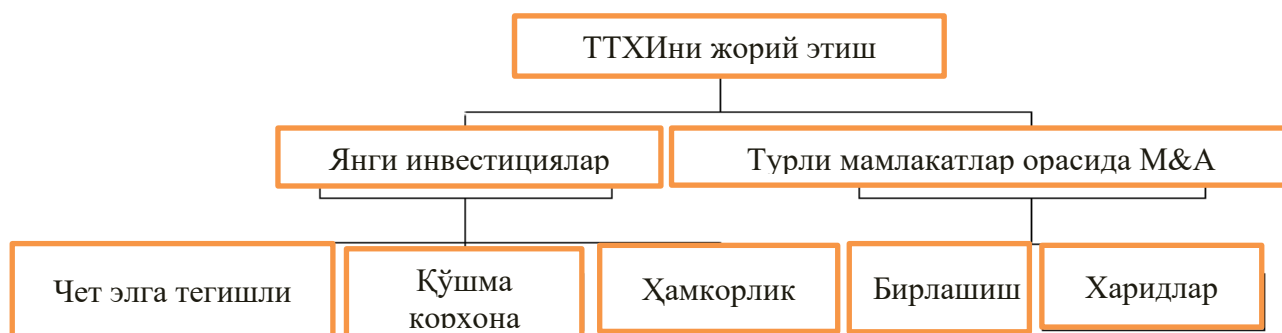 ТТХИни жорий этиш
Янги инвестициялар
Турли мамлакатлар орасида M&A
Чет элга тегишли
Қўшма
корхона
Ҳамкорлик
Бирлашиш
Харидлар